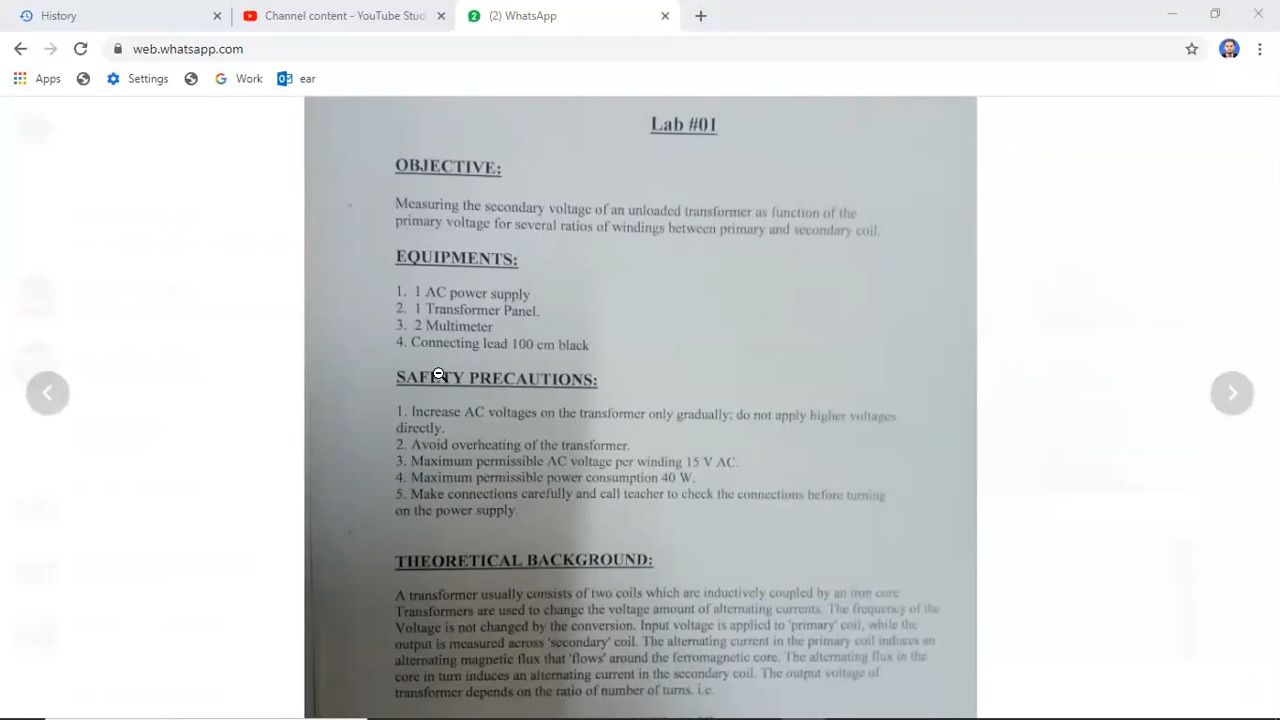 History
Channel content - YouTube Stud
2 (2) WhatsApp
web.whatsapp.com
Apps
Settings
Work
ear
Lab #01
OBJECTIVE:
Measuring the secondary voltage of an unloaded transformer as function of the
primary voltage for several ratios of windings between primary and secondary coil.
EQUIPMENTS:
1. 1 AC power supply
2. 1 Transformer Panel.
3. 2 Multimeter
4. Connecting lead 100 cm black
SAFETY PRECAUTIONS:
1. Increase AC voltages on the transformer only gradually; do not apply higher voltages
directly.
2. Avoid overheating of the transformer.
3. Maximum permissible AC voltage per winding 15 V AC.
4. Maximum permissible power consumption 40 W.
5. Make connections carefully and call teacher to check the connections before turning
on the power supply.
THEORETICAL BACKGROUND:
A transformer usually consists of two coils which are inductively coupled by an iron core
Transformers are used to change the voltage amount of alternating currents. The frequency of the
Voltage is not changed by the conversion. Input voltage is applied to 'primary' coil, while the
output is measured across 'secondary' coil. The alternating current in the primary coil induces an
alternating magnetic flux that 'flows' around the ferromagnetic core. The alternating flux in the
core in turn induces an alternating current in the secondary coil. The output voltage of
transformer depends on the ratio of number of turns. i.e.